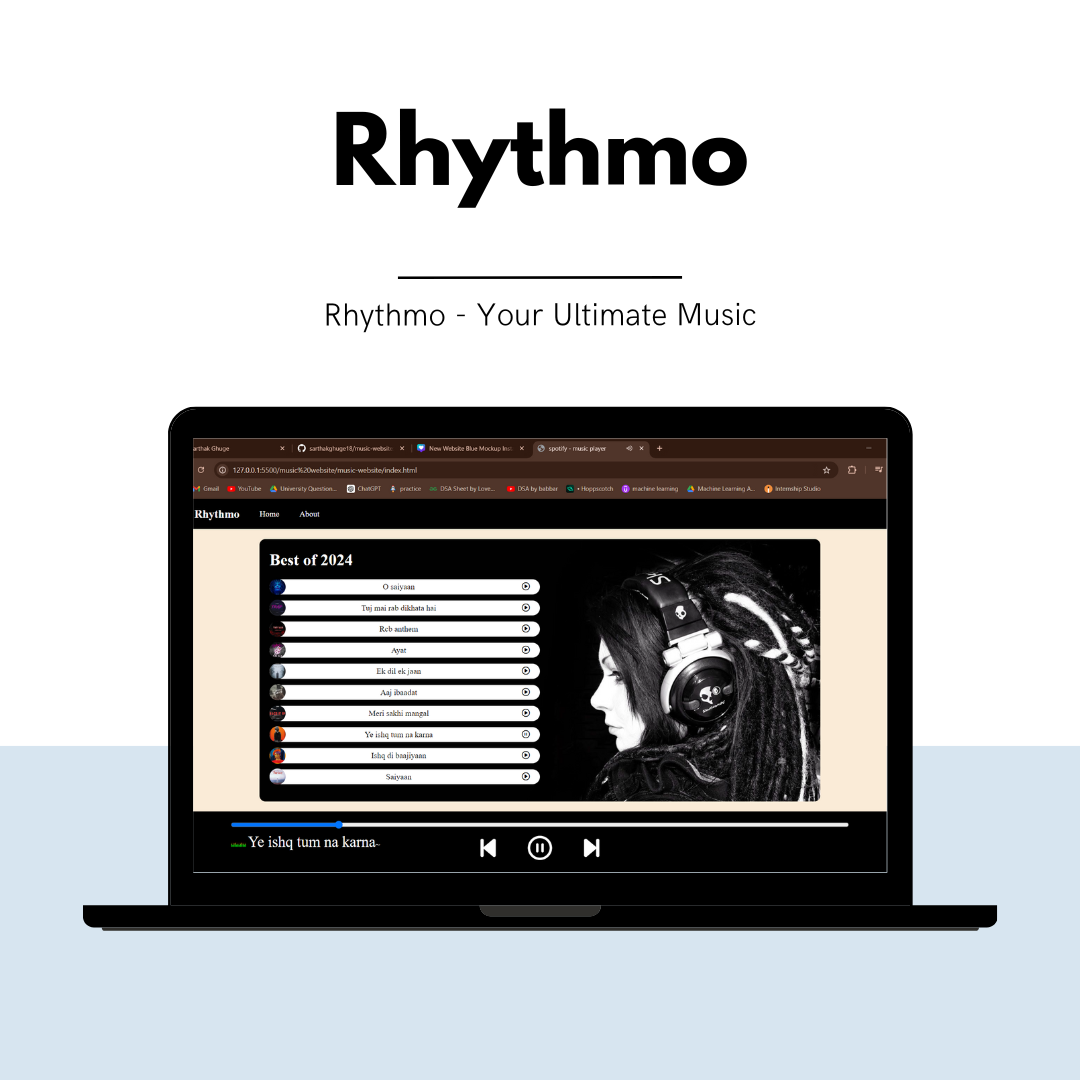 Rhythmo
Rhythmo - Your Ultimate Music
arthak Ghuge
sarthakghuge18/music-website
New Website Blue Mockup Inst
spotify - music player
127.0.0.1:5500/music%20website/music-website/index.html
Gmail YouTube University Question... ChatGPT practice DSA Sheet by Love... DSA by babbar • Hoppscotch machine learning Machine Learning A... Internship Studio
Rhythmo Home About
Best of 2024
O saiyaan
Tuj mai rab dikhata hai
Rcb anthem
Ayat
Ek dil ek jaan
Aaj ibaadat
Meri sakhi mangal
Ye ishq tum na karna
Ishq di baajiyaan
Saiyaan
Ye ishq tum na karna~